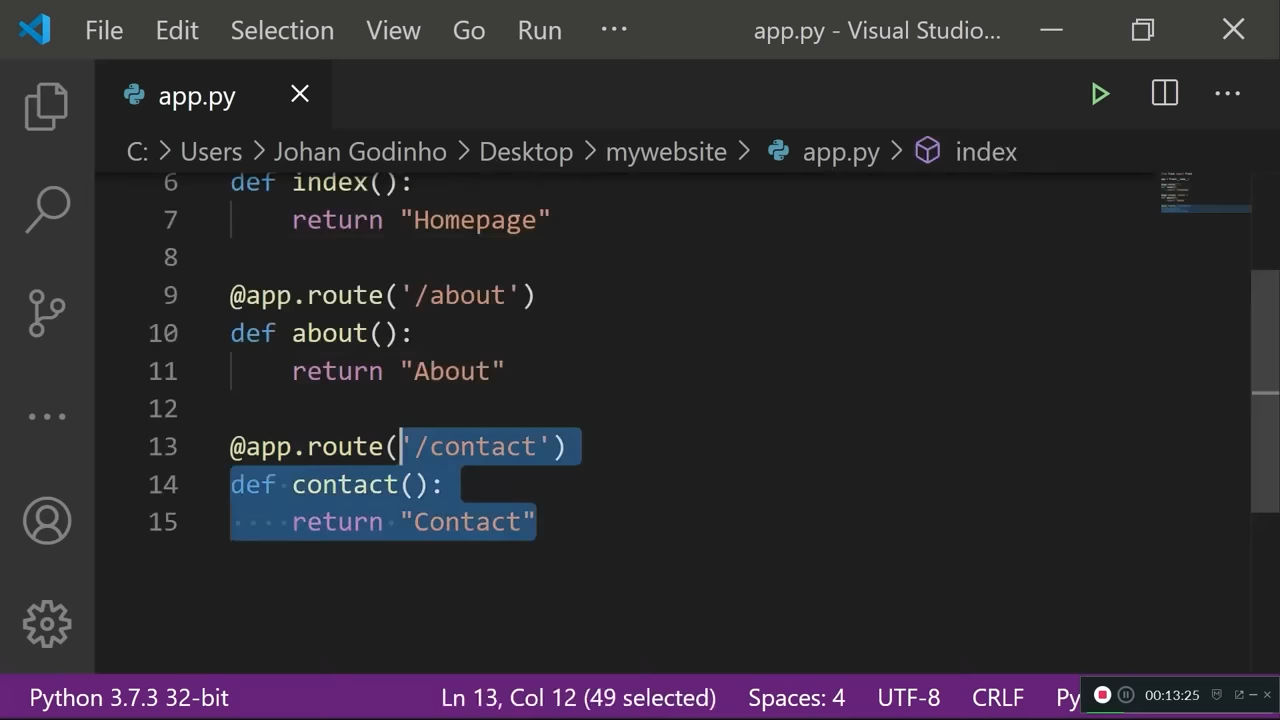 File Edit Selection View Go Run ··· app.py - Visual Studio...
app.py
C: > Users > Johan Godinho > Desktop > mywebsite > app.py > index
6 def index():
7 return "Homepage"
8
9 @app.route('/about')
10 def about():
11 return "About"
12
13 @app.route('/contact')
14 def contact():
15 return "Contact"
Python 3.7.3 32-bit Ln 13, Col 12 (49 selected) Spaces: 4 UTF-8 CRLF Py 00:13:25